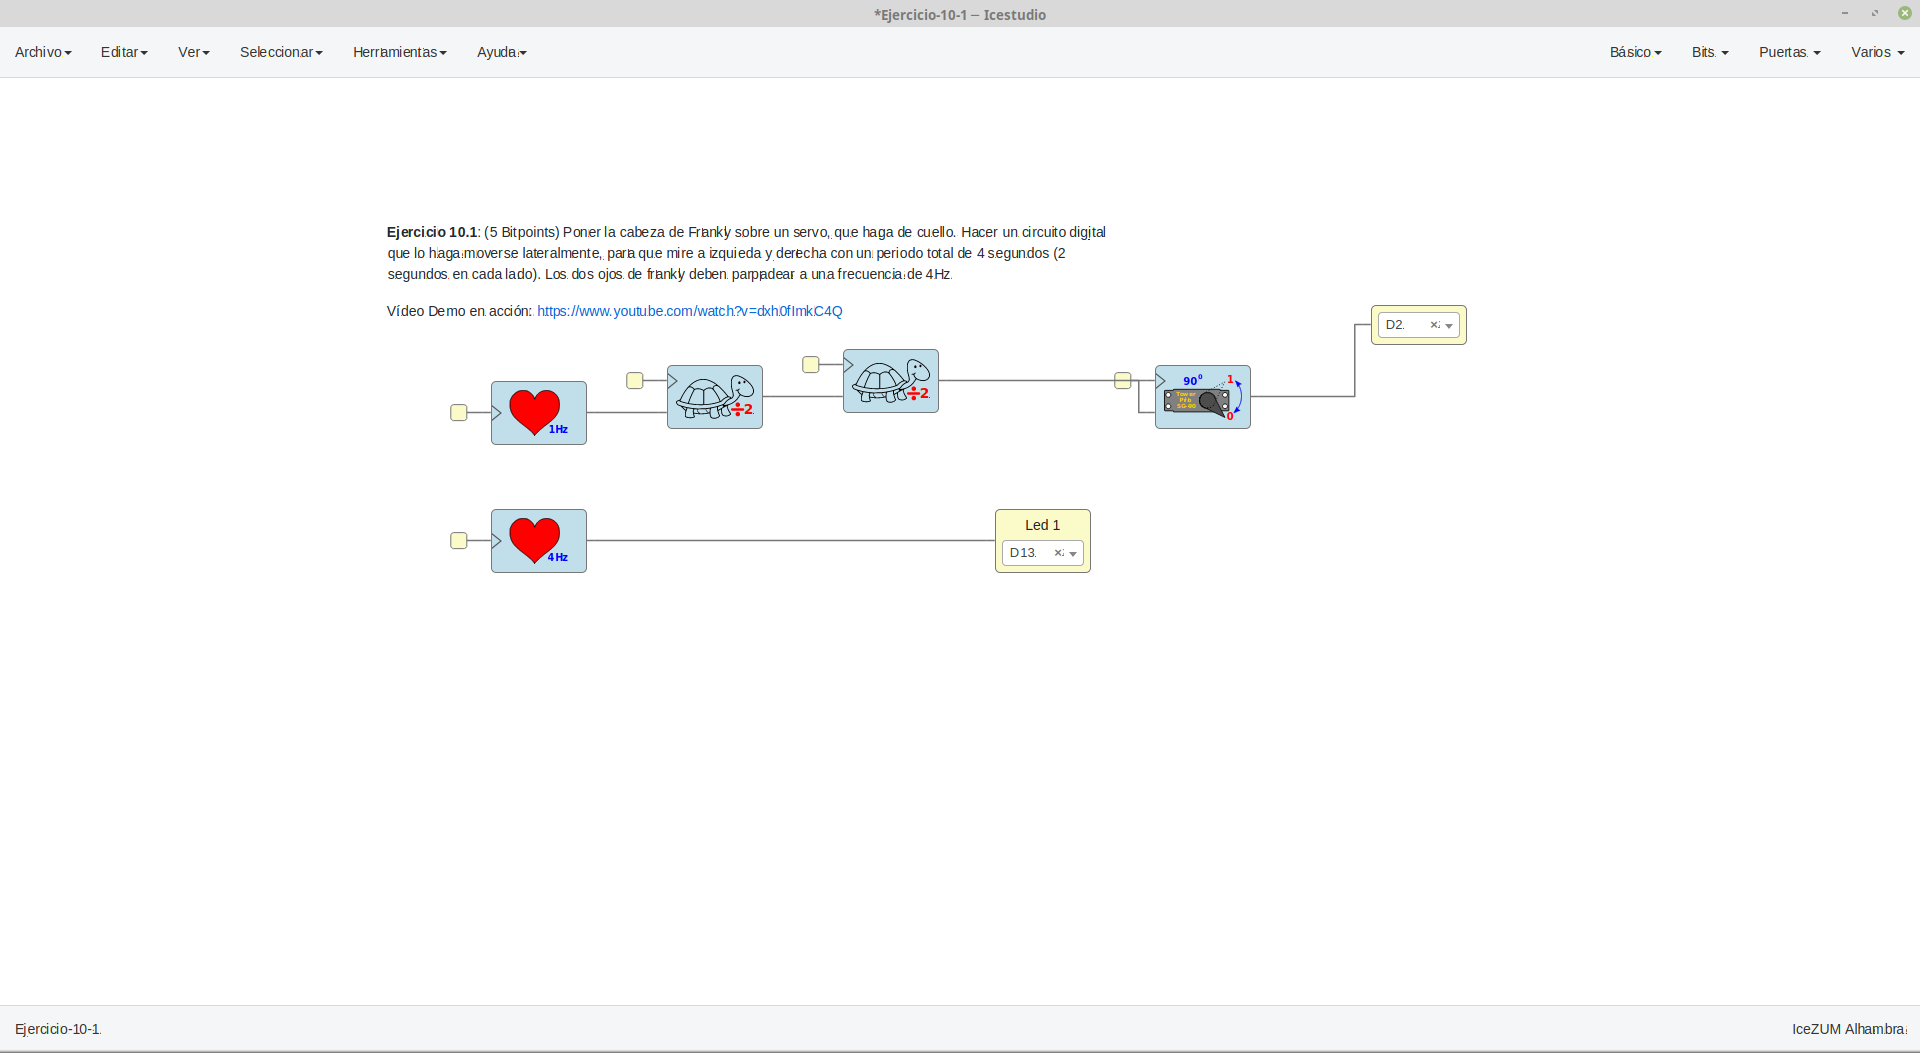 *Ejercicio-10-1 — Icestudio
Archivo Editar Ver Seleccionar Herramientas Ayuda Básico Bits Puertas Varios
Ejercicio 10.1: (5 Bitpoints) Poner la cabeza de Frankly sobre un servo, que haga de cuello. Hacer un circuito digital
que lo haga moverse lateralmente, para que mire a izquieda y derecha con un periodo total de 4 segundos (2
segundos en cada lado). Los dos ojos de frankly deben parpadear a una frecuencia de 4Hz.
Vídeo Demo en acción: https://www.youtube.com/watch?v=dxh0fImkC4Q
D2
÷2
÷2
90⁰ 1
Tower
Pro
SG-90
0
1Hz
Led 1
D13
4Hz
Ejercicio-10-1
IceZUM Alhambra